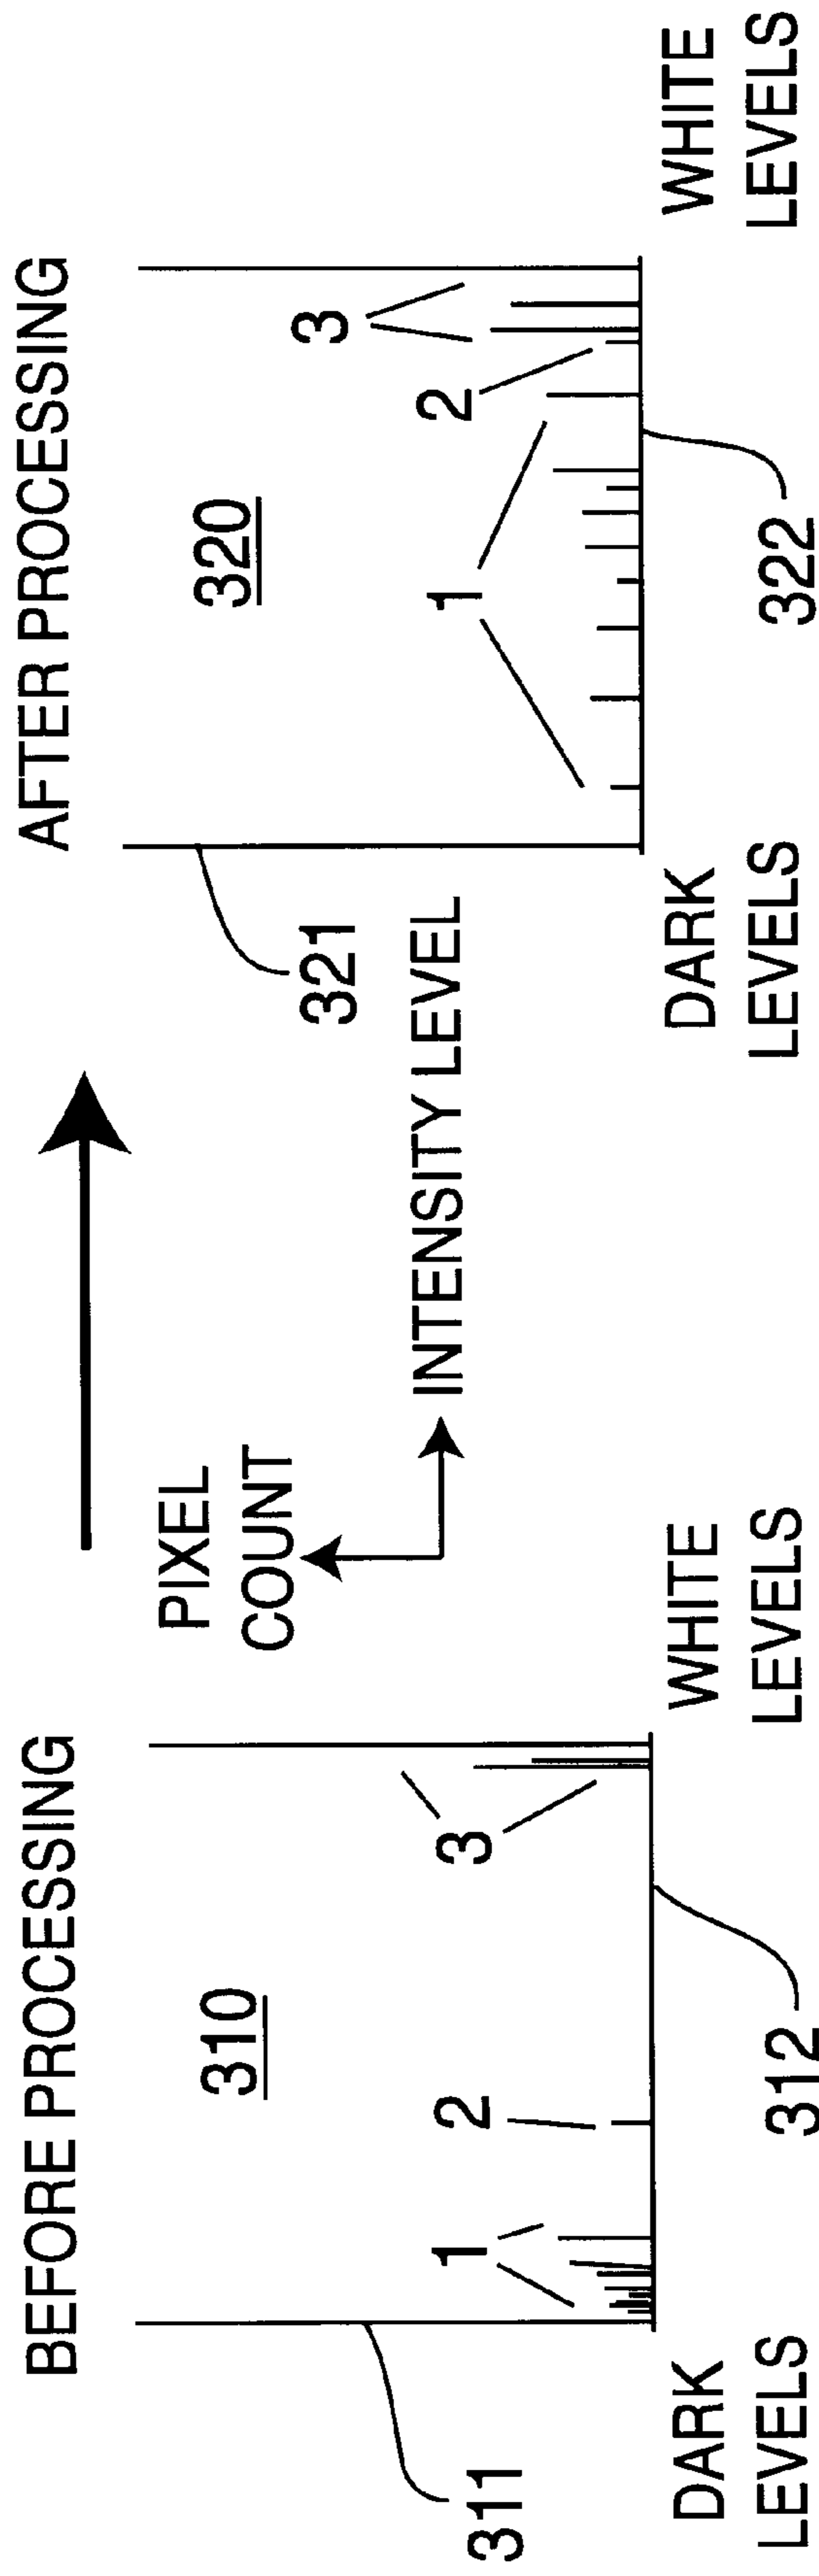 BEFORE PROCESSING
310
311
1
2
3
312
DARK
LEVELS
WHITE
LEVELS
PIXEL
COUNT
INTENSITY LEVEL
AFTER PROCESSING
320
321
1
2
3
322
DARK
LEVELS
WHITE
LEVELS